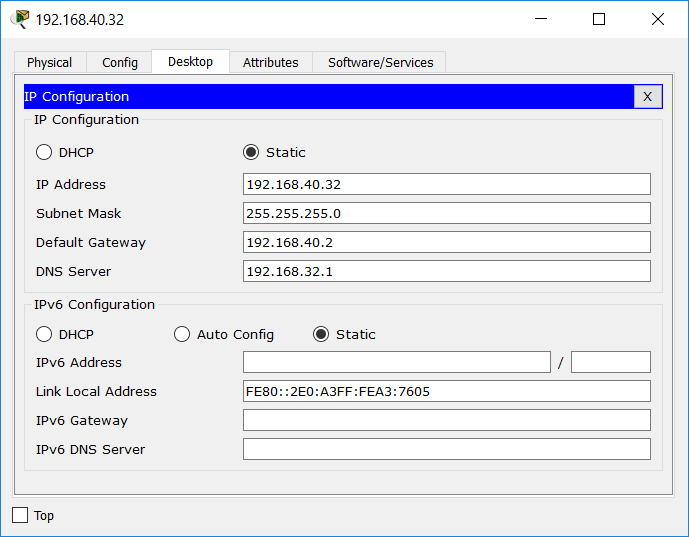 192.168.40.32
Physical Config Desktop Attributes Software/Services
IP Configuration X
IP Configuration
DHCP Static
IP Address 192.168.40.32
Subnet Mask 255.255.255.0
Default Gateway 192.168.40.2
DNS Server 192.168.32.1
IPv6 Configuration
DHCP Auto Config Static
IPv6 Address /
Link Local Address FE80::2E0:A3FF:FEA3:7605
IPv6 Gateway
IPv6 DNS Server
Top